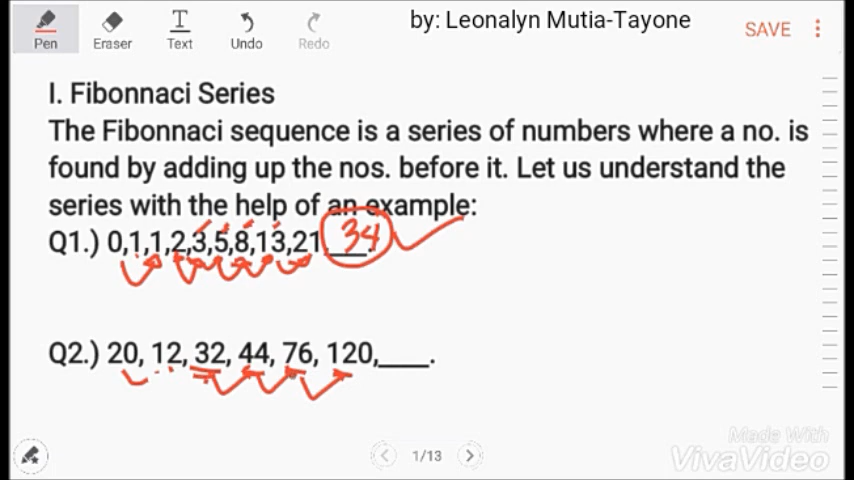 by: Leonalyn Mutia-Tayone
Pen Eraser Text Undo Redo SAVE
I. Fibonnaci Series
The Fibonnaci sequence is a series of numbers where a no. is
found by adding up the nos. before it. Let us understand the
series with the help of an example:
Q1.) 0,1,1,2,3,5,8,13,21,___. 34
Q2.) 20, 12, 32, 44, 76, 120,____.
1/13
Made With
VivaVideo